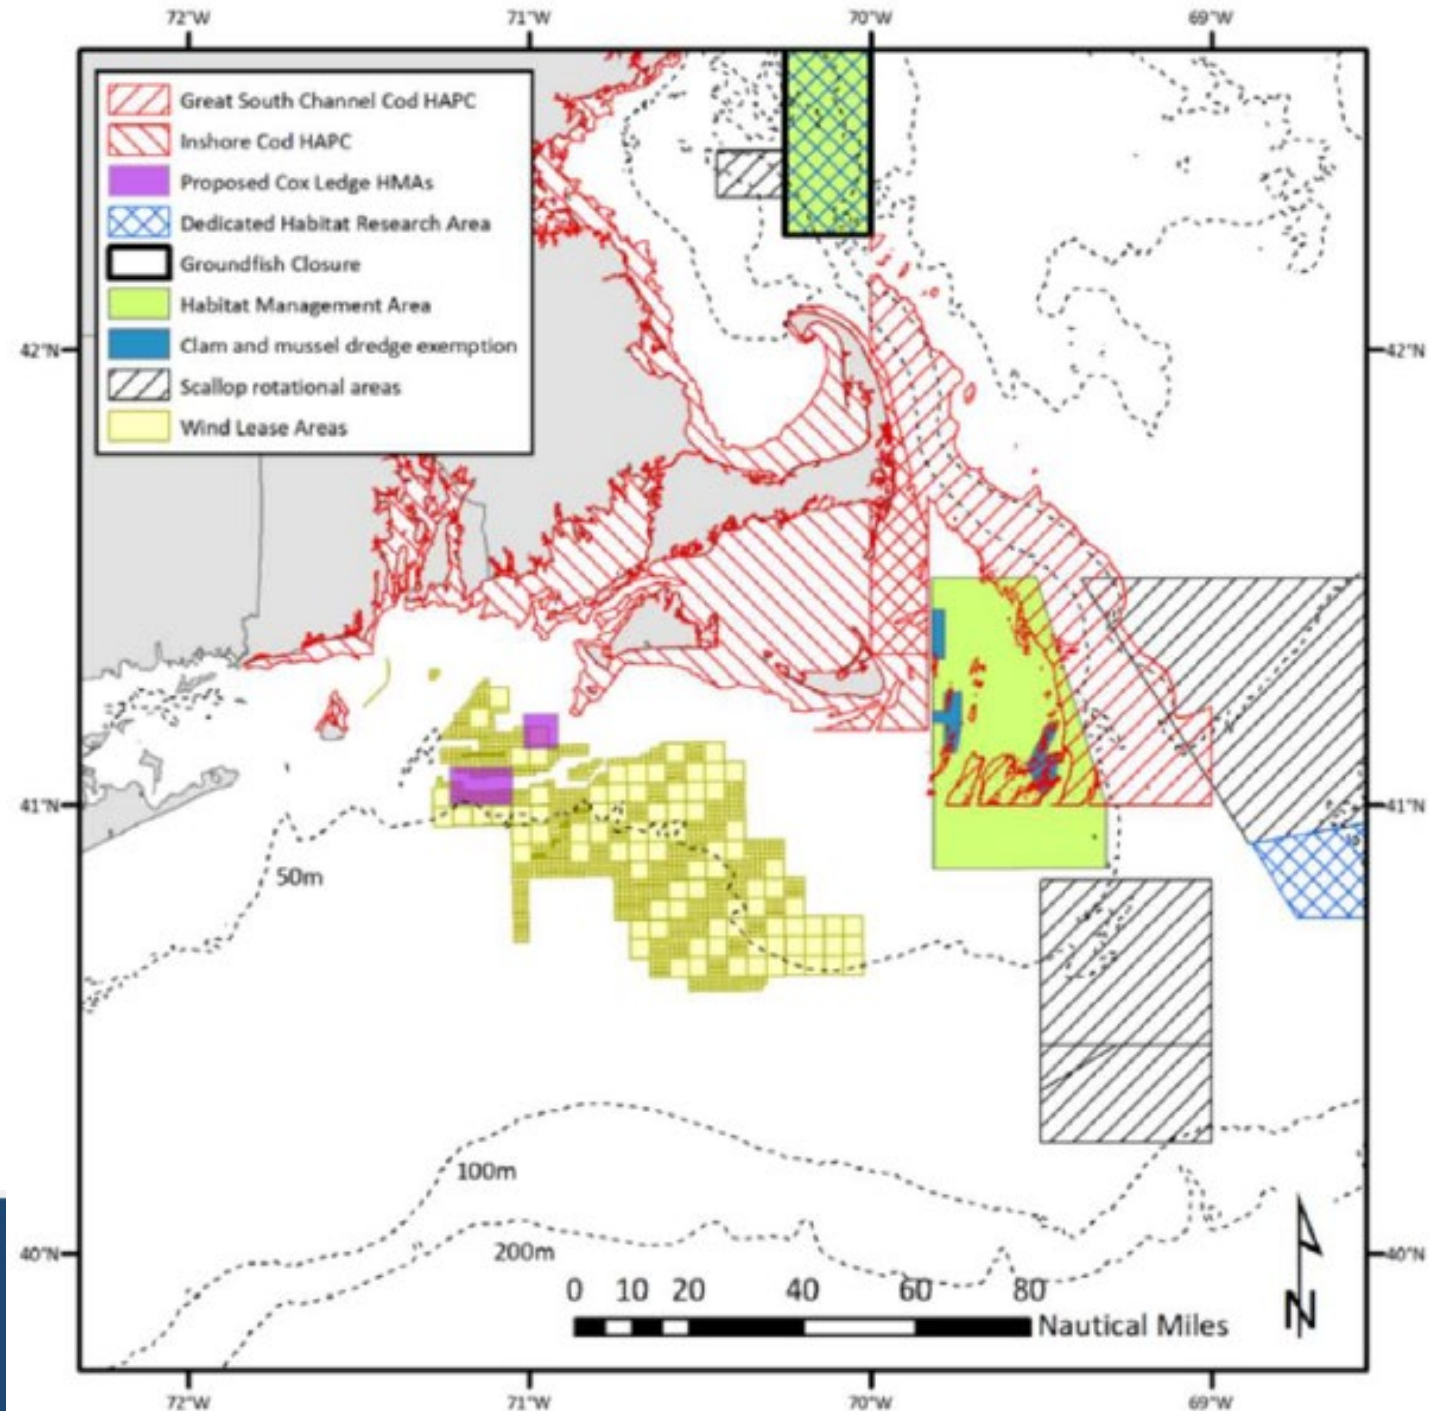 72°W 71°W 70°W 69°W
Great South Channel Cod HAPC
Inshore Cod HAPC
Proposed Cox Ledge HMAs
Dedicated Habitat Research Area
Groundfish Closure
Habitat Management Area
Clam and mussel dredge exemption
Scallop rotational areas
Wind Lease Areas
42°N 42°N
41°N 41°N
50m
100m
200m
40°N 40°N
0 10 20 40 60 80
Nautical Miles
N
72°W 71°W 70°W 69°W